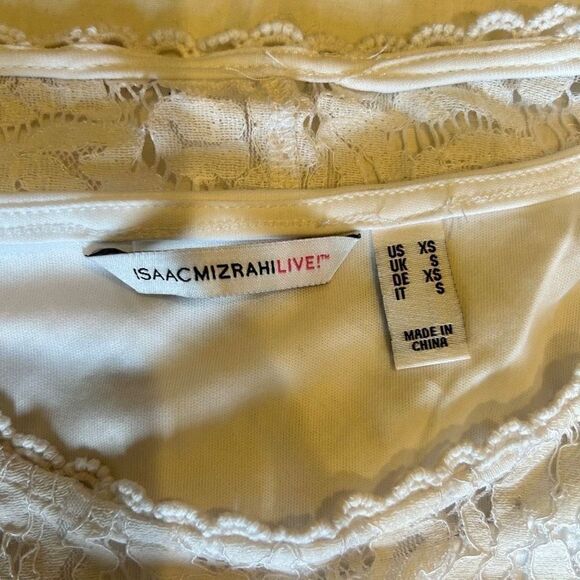 ISAACMIZRAHILIVE!™
US XS
UK S
DE XS
IT S
MADE IN
CHINA